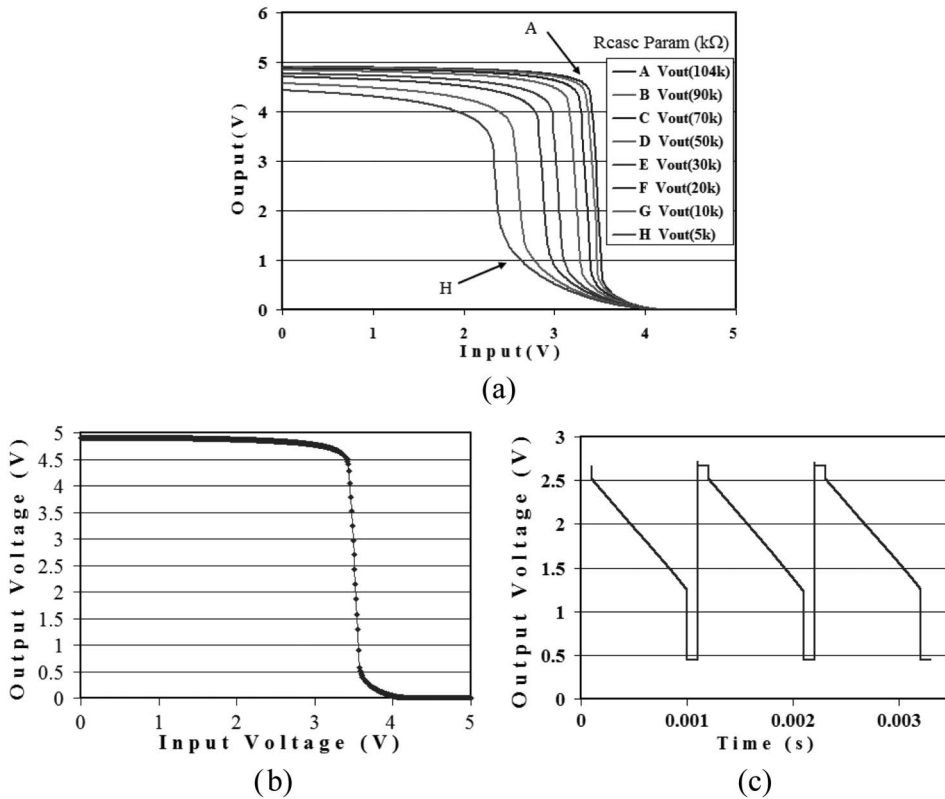 6
5
4
3
2
1
0
Ouput(V)
0
1
2
3
4
5
Input(V)
A
H
Rcasc Param (kΩ)
A Vout(104k)
B Vout(90k)
C Vout(70k)
D Vout(50k)
E Vout(30k)
F Vout(20k)
G Vout(10k)
H Vout(5k)
(a)
Output Voltage (V)
5
4.5
4
3.5
3
2.5
2
1.5
1
0.5
0
0
1
2
3
4
5
Input Voltage (V)
(b)
Output Voltage (V)
3
2.5
2
1.5
1
0.5
0
0
0.001
0.002
0.003
Time (s)
(c)